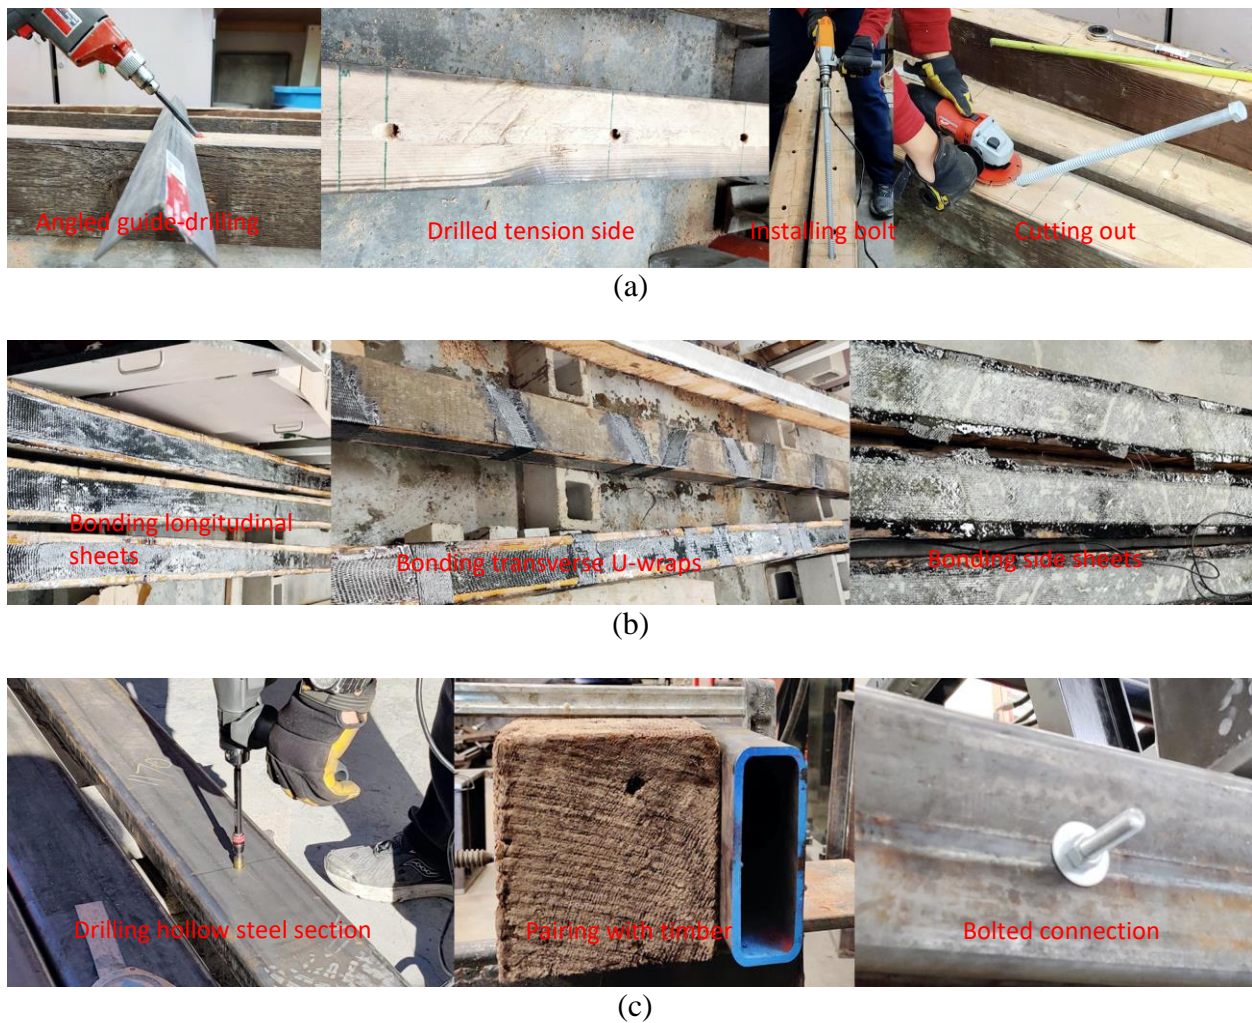 Angled guide-drilling
Drilled tension side
Installing bolt
Cutting out
(a)
Bonding longitudinal
sheets
Bonding transverse U-wraps
Bonding side sheets
(b)
1170
Drilling hollow steel section
Pairing with timber
Bolted connection
(c)